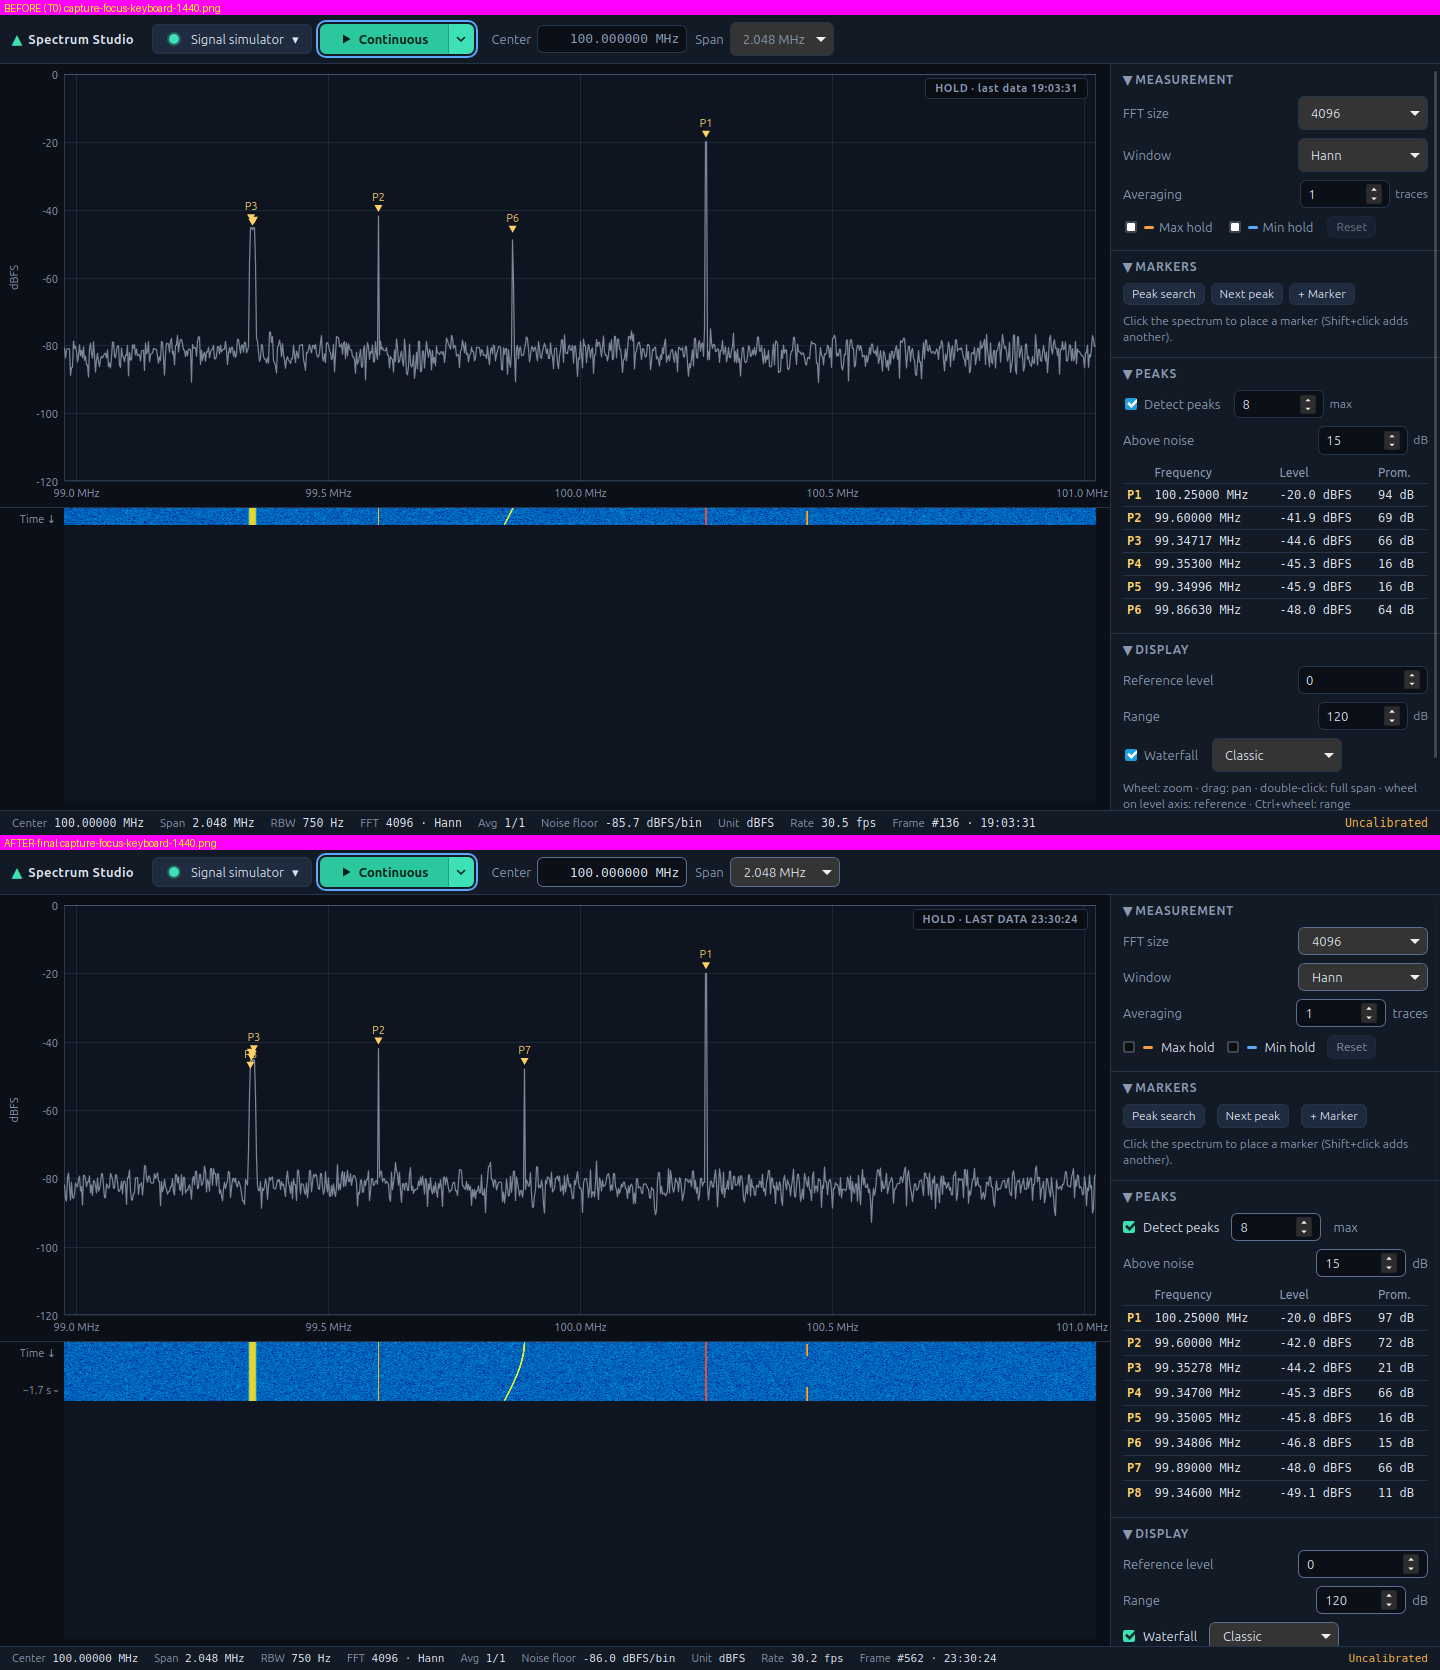 BEFORE (T0) capture-focus-keyboard-1440.png
▲ Spectrum Studio Signal simulator ▾ ▶ Continuous Center 100.000000 MHz Span 2.048 MHz
HOLD · last data 19:03:31
0
-20
-40
-60
-80
-100
-120
dBFS
P3
P2
P6
P1
99.0 MHz 99.5 MHz 100.0 MHz 100.5 MHz 101.0 MHz
Time ↓
▼ MEASUREMENT
FFT size 4096
Window Hann
Averaging 1 traces
Max hold Min hold Reset
▼ MARKERS
Peak search Next peak + Marker
Click the spectrum to place a marker (Shift+click adds
another).
▼ PEAKS
Detect peaks 8 max
Above noise 15 dB
Frequency Level Prom.
P1 100.25000 MHz -20.0 dBFS 94 dB
P2 99.60000 MHz -41.9 dBFS 69 dB
P3 99.34717 MHz -44.6 dBFS 66 dB
P4 99.35300 MHz -45.3 dBFS 16 dB
P5 99.34996 MHz -45.9 dBFS 16 dB
P6 99.86630 MHz -48.0 dBFS 64 dB
▼ DISPLAY
Reference level 0
Range 120 dB
Waterfall Classic
Wheel: zoom · drag: pan · double-click: full span · wheel
on level axis: reference · Ctrl+wheel: range
Center 100.00000 MHz Span 2.048 MHz RBW 750 Hz FFT 4096 · Hann Avg 1/1 Noise floor -85.7 dBFS/bin Unit dBFS Rate 30.5 fps Frame #136 · 19:03:31 Uncalibrated
AFTER-final capture-focus-keyboard-1440.png
▲ Spectrum Studio Signal simulator ▾ ▶ Continuous Center 100.000000 MHz Span 2.048 MHz
HOLD · LAST DATA 23:30:24
0
-20
-40
-60
-80
-100
-120
dBFS
P3
P2
P7
P1
99.0 MHz 99.5 MHz 100.0 MHz 100.5 MHz 101.0 MHz
Time ↓
−1.7 s
▼ MEASUREMENT
FFT size 4096
Window Hann
Averaging 1 traces
Max hold Min hold Reset
▼ MARKERS
Peak search Next peak + Marker
Click the spectrum to place a marker (Shift+click adds
another).
▼ PEAKS
Detect peaks 8 max
Above noise 15 dB
Frequency Level Prom.
P1 100.25000 MHz -20.0 dBFS 97 dB
P2 99.60000 MHz -42.0 dBFS 72 dB
P3 99.35278 MHz -44.2 dBFS 21 dB
P4 99.34700 MHz -45.3 dBFS 66 dB
P5 99.35005 MHz -45.8 dBFS 16 dB
P6 99.34806 MHz -46.8 dBFS 15 dB
P7 99.89000 MHz -48.0 dBFS 66 dB
P8 99.34600 MHz -49.1 dBFS 11 dB
▼ DISPLAY
Reference level 0
Range 120 dB
Waterfall Classic
Center 100.00000 MHz Span 2.048 MHz RBW 750 Hz FFT 4096 · Hann Avg 1/1 Noise floor -86.0 dBFS/bin Unit dBFS Rate 30.2 fps Frame #562 · 23:30:24 Uncalibrated